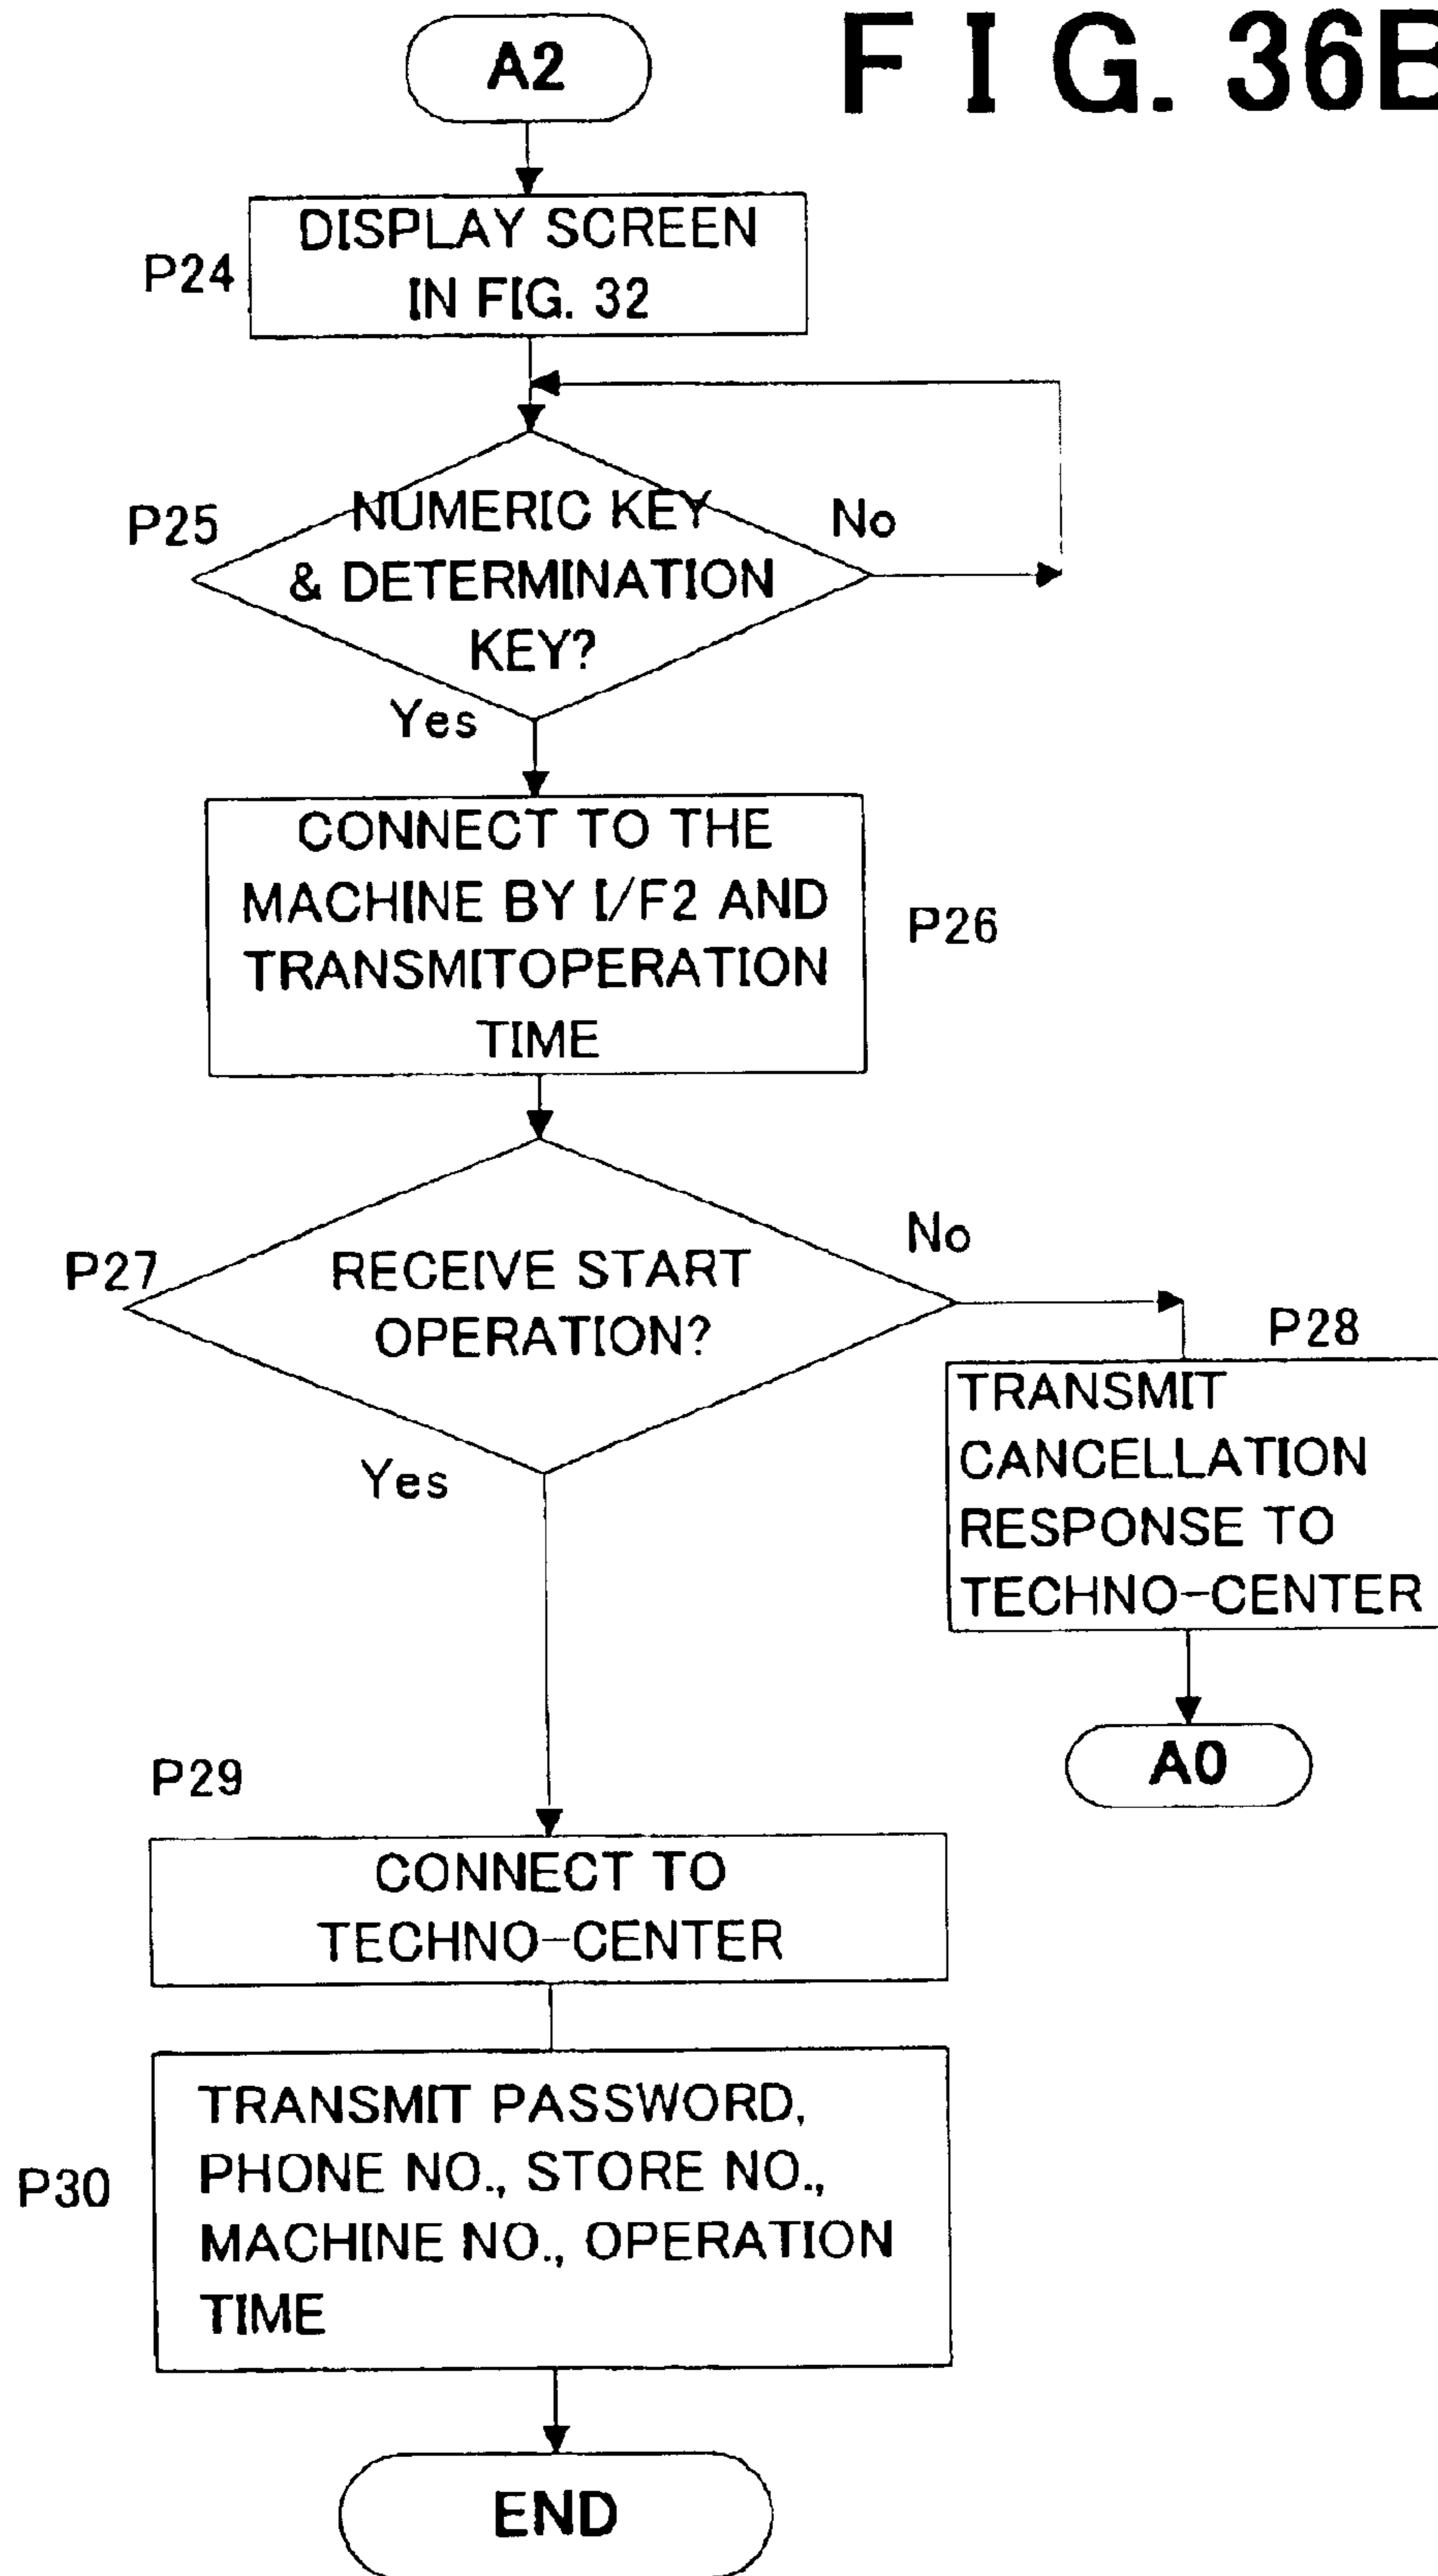 FIG. 36B
A2
DISPLAY SCREEN
IN FIG. 32
P24
NUMERIC KEY
& DETERMINATION
KEY?
P25
No
Yes
CONNECT TO THE
MACHINE BY I/F2 AND
TRANSMITOPERATION
TIME
P26
RECEIVE START
OPERATION?
P27
No
Yes
P28
TRANSMIT
CANCELLATION
RESPONSE TO
TECHNO-CENTER
A0
P29
CONNECT TO
TECHNO-CENTER
P30
TRANSMIT PASSWORD,
PHONE NO., STORE NO.,
MACHINE NO., OPERATION
TIME
END